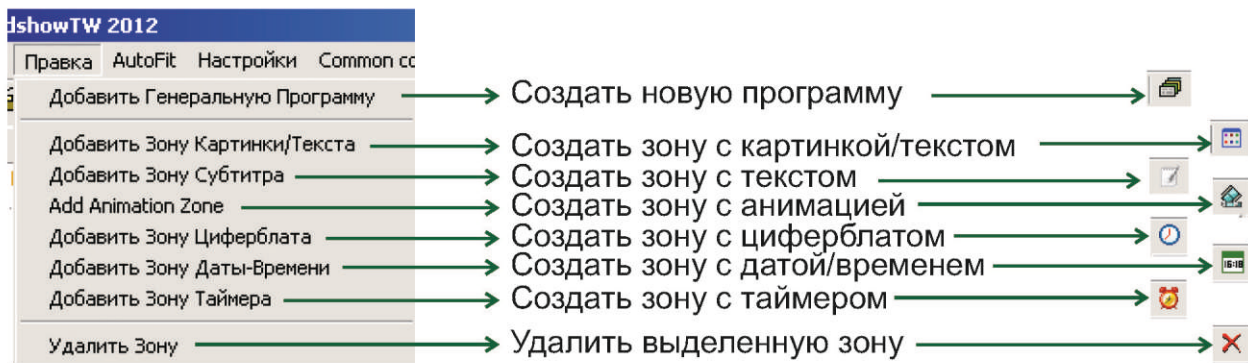 dshowTW 2012
Правка AutoFit Настройки Common co
Добавить Генеральную Программу Создать новую программу
Добавить Зону Картинки/Текста Создать зону с картинкой/текстом
Добавить Зону Субтитра Создать зону с текстом
Add Animation Zone Создать зону с анимацией
Добавить Зону Циферблата Создать зону с циферблатом
Добавить Зону Даты-Времени Создать зону с датой/временем 16:18
Добавить Зону Таймера Создать зону с таймером
Удалить Зону Удалить выделенную зону